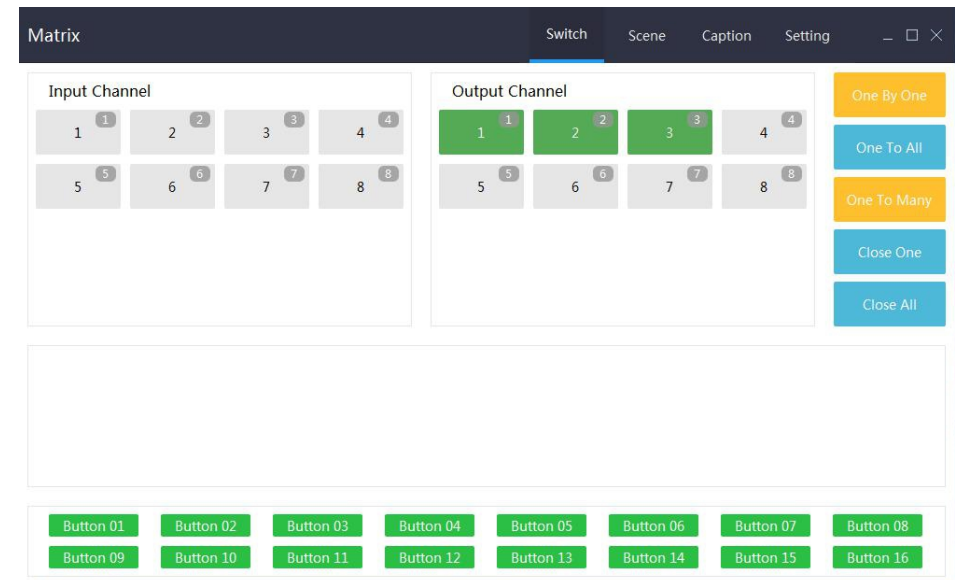 Matrix Switch Scene Caption Setting
Input Channel
1 1 2 2 3 3 4 4
5 5 6 6 7 7 8 8
Output Channel
1 1 2 2 3 3 4 4
5 5 6 6 7 7 8 8
One By One
One To All
One To Many
Close One
Close All
Button 01 Button 02 Button 03 Button 04 Button 05 Button 06 Button 07 Button 08
Button 09 Button 10 Button 11 Button 12 Button 13 Button 14 Button 15 Button 16